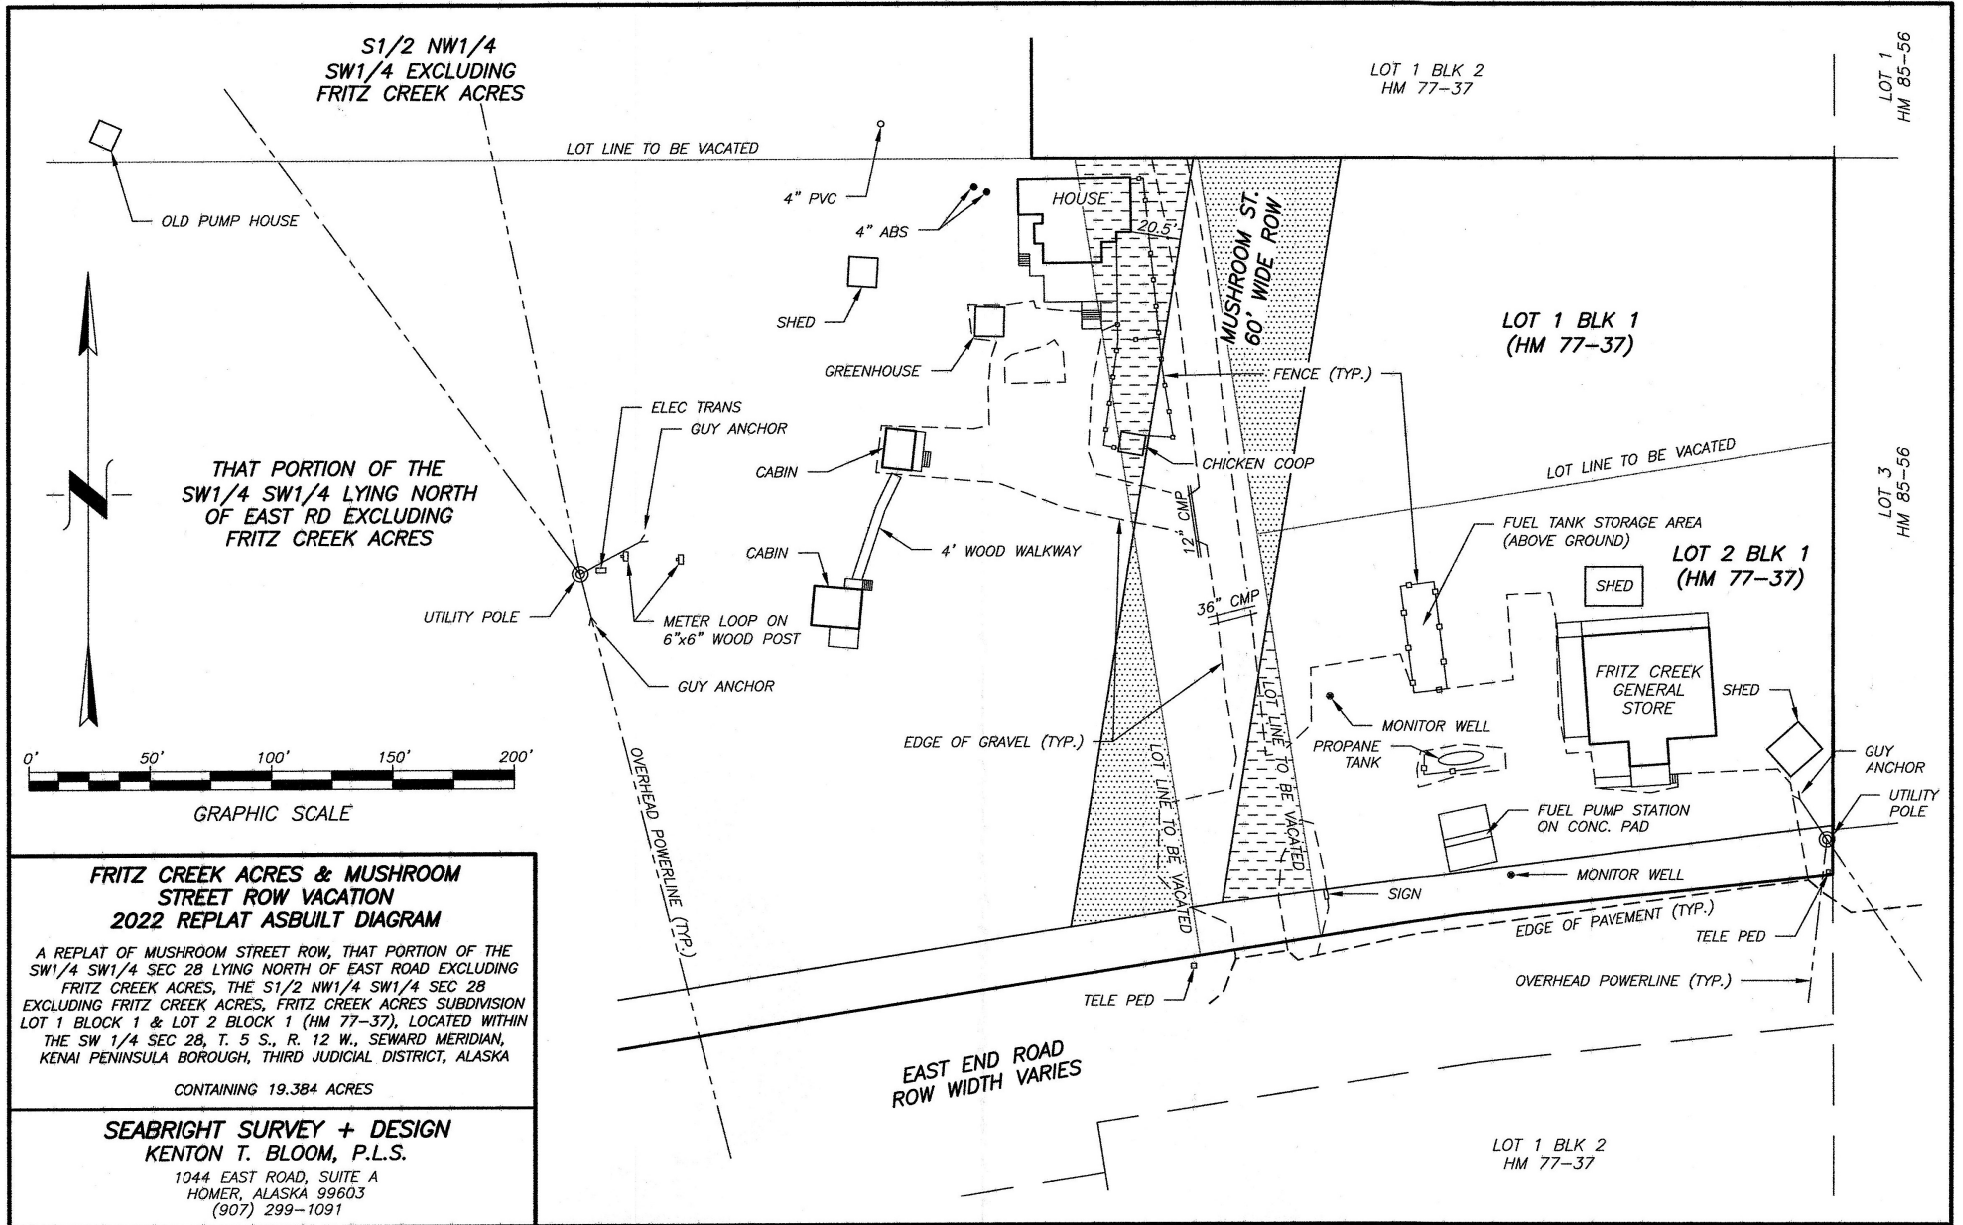 S1/2 NW1/4
SW1/4 EXCLUDING
FRITZ CREEK ACRES
LOT 1 BLK 2
HM 77-37
LOT 1
HM 85-56
LOT LINE TO BE VACATED
OLD PUMP HOUSE
4" PVC
4" ABS
HOUSE
20.5'
MUSHROOM ST.
60' WIDE ROW
SHED
GREENHOUSE
LOT 1 BLK 1
(HM 77-37)
FENCE (TYP.)
ELEC TRANS
GUY ANCHOR
CABIN
CHICKEN COOP
LOT LINE TO BE VACATED
LOT 3
HM 85-56
THAT PORTION OF THE
SW1/4 SW1/4 LYING NORTH
OF EAST RD EXCLUDING
FRITZ CREEK ACRES
12" CMP
FUEL TANK STORAGE AREA
(ABOVE GROUND)
CABIN
4' WOOD WALKWAY
LOT 2 BLK 1
(HM 77-37)
SHED
36" CMP
UTILITY POLE
METER LOOP ON
6"x6" WOOD POST
GUY ANCHOR
FRITZ CREEK
GENERAL
STORE
SHED
MONITOR WELL
EDGE OF GRAVEL (TYP.)
PROPANE
TANK
GUY
ANCHOR
LOT LINE TO BE VACATED
LOT LINE TO BE VACATED
OVERHEAD POWERLINE (TYP.)
UTILITY
POLE
FUEL PUMP STATION
ON CONC. PAD
0' 50' 100' 150' 200'
GRAPHIC SCALE
MONITOR WELL
SIGN
EDGE OF PAVEMENT (TYP.)
TELE PED
OVERHEAD POWERLINE (TYP.)
TELE PED
EAST END ROAD
ROW WIDTH VARIES
LOT 1 BLK 2
HM 77-37
FRITZ CREEK ACRES & MUSHROOM
STREET ROW VACATION
2022 REPLAT ASBUILT DIAGRAM
A REPLAT OF MUSHROOM STREET ROW, THAT PORTION OF THE
SW1/4 SW1/4 SEC 28 LYING NORTH OF EAST ROAD EXCLUDING
FRITZ CREEK ACRES, THE S1/2 NW1/4 SW1/4 SEC 28
EXCLUDING FRITZ CREEK ACRES, FRITZ CREEK ACRES SUBDIVISION
LOT 1 BLOCK 1 & LOT 2 BLOCK 1 (HM 77-37), LOCATED WITHIN
THE SW 1/4 SEC 28, T. 5 S., R. 12 W., SEWARD MERIDIAN,
KENAI PENINSULA BOROUGH, THIRD JUDICIAL DISTRICT, ALASKA
CONTAINING 19.384 ACRES
SEABRIGHT SURVEY + DESIGN
KENTON T. BLOOM, P.L.S.
1044 EAST ROAD, SUITE A
HOMER, ALASKA 99603
(907) 299-1091